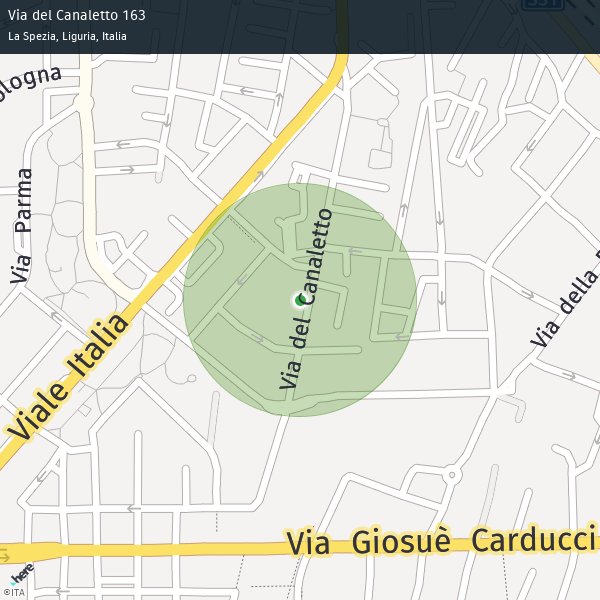 Via del Canaletto 163
La Spezia, Liguria, Italia
331
ologna
Via Parma
Via del Canaletto
Via della
Viale Italia
Via Giosuè Carducci
here
©ITA